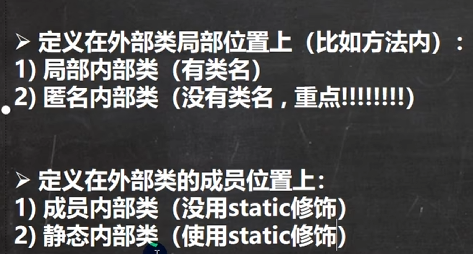 ➢ 定义在外部类局部位置上（比如方法内）：
1) 局部内部类（有类名）
2) 匿名内部类（没有类名，重点!!!!!!!!）
➢ 定义在外部类的成员位置上：
1) 成员内部类（没用static修饰）
2) 静态内部类（使用static修饰）